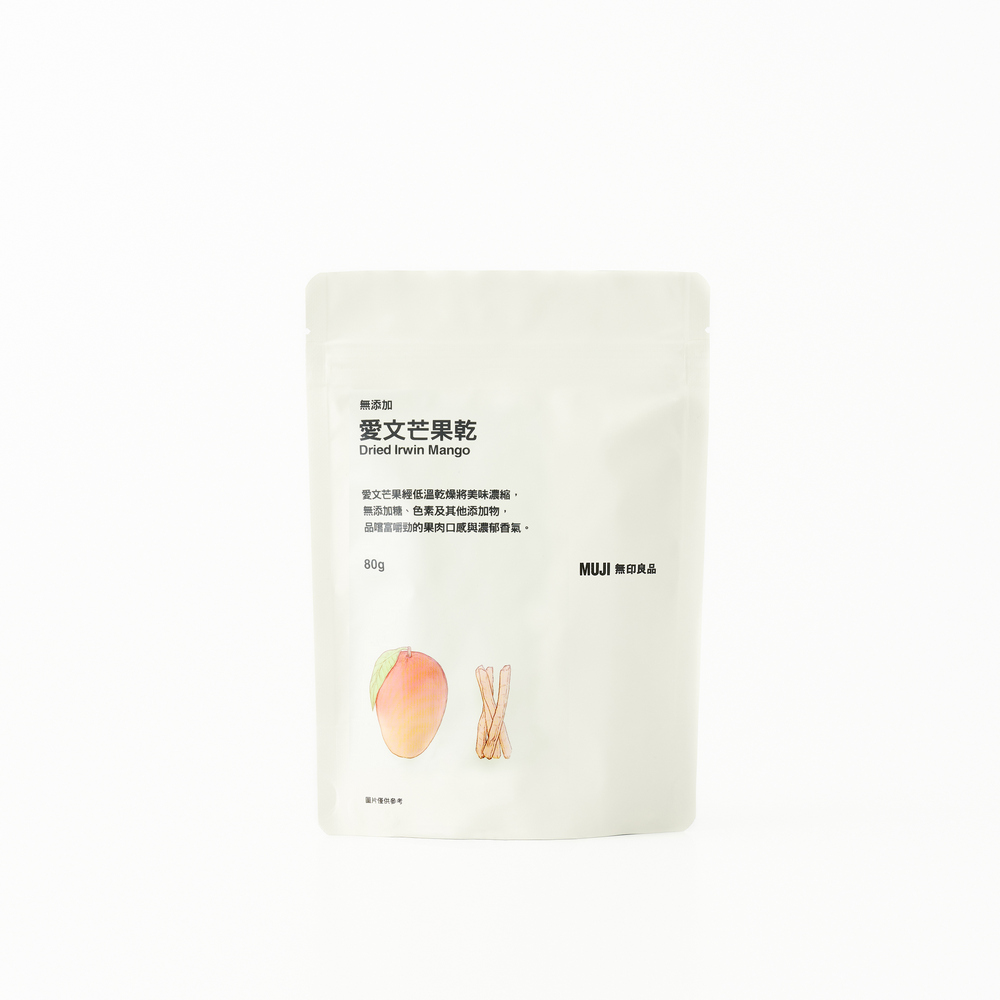 無添加
愛文芒果乾
Dried Irwin Mango
愛文芒果經低溫乾燥將美味濃縮，
無添加糖、色素及其他添加物，
品嚐富嚼勁的果肉口感與濃郁香氣。
80g
MUJI 無印良品
圖片僅供參考